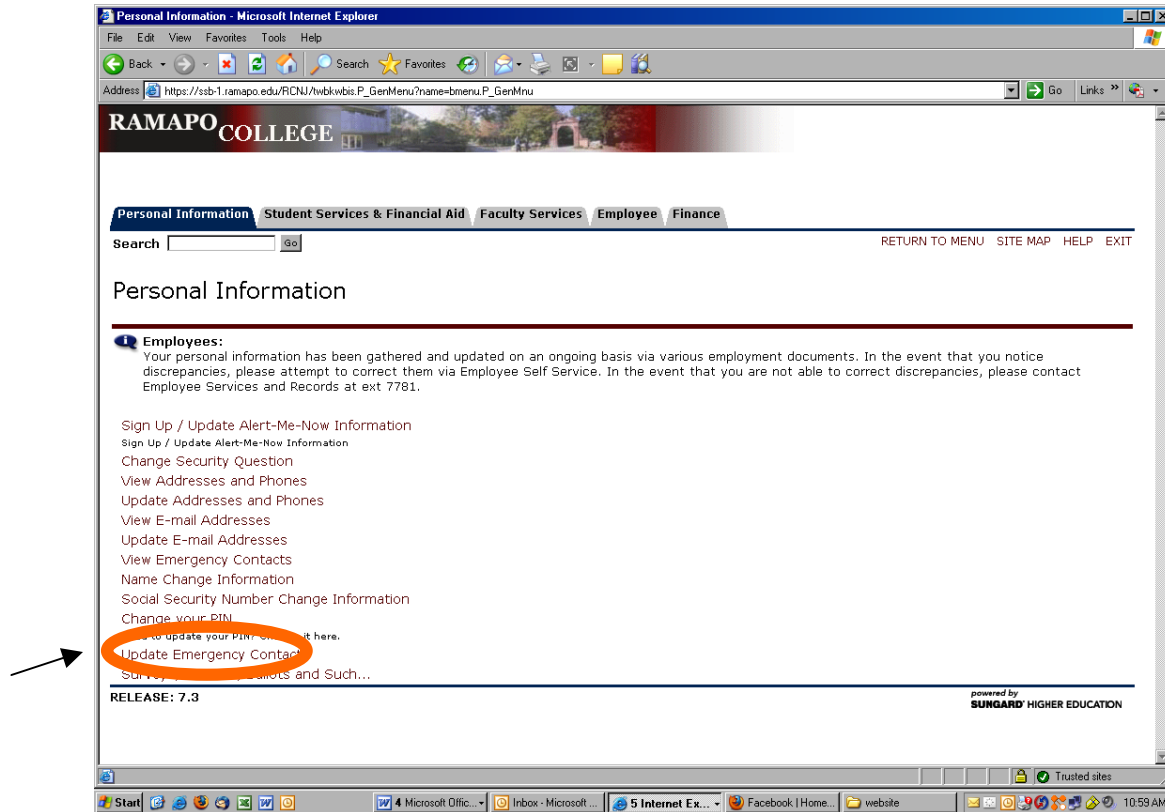 Personal Information - Microsoft Internet Explorer
File Edit View Favorites Tools Help
Back Search Favorites
Address https://ssb-1.ramapo.edu/RCNJ/twbkwbis.P_GenMenu?name=bmenu.P_GenMnu Go Links »
RAMAPO COLLEGE
Personal Information Student Services & Financial Aid Faculty Services Employee Finance
Search Go RETURN TO MENU SITE MAP HELP EXIT
Personal Information
Employees:
Your personal information has been gathered and updated on an ongoing basis via various employment documents. In the event that you notice
discrepancies, please attempt to correct them via Employee Self Service. In the event that you are not able to correct discrepancies, please contact
Employee Services and Records at ext 7781.
Sign Up / Update Alert-Me-Now Information
Sign Up / Update Alert-Me-Now Information
Change Security Question
View Addresses and Phones
Update Addresses and Phones
View E-mail Addresses
Update E-mail Addresses
View Emergency Contacts
Name Change Information
Social Security Number Change Information
Change your PIN
to update your PIN? it here.
Update Emergency Contact
and Such...
RELEASE: 7.3
powered by
SUNGARD' HIGHER EDUCATION
Trusted sites
Start 4 Microsoft Offic... Inbox - Microsoft ... 5 Internet Ex... Facebook | Home... website 10:59 AM